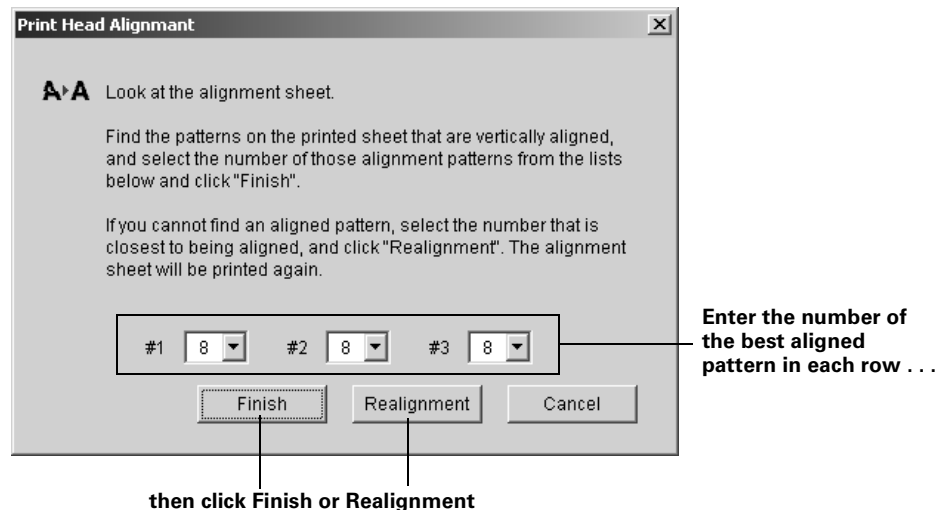 Print Head Alignmant
A▸A Look at the alignment sheet.
Find the patterns on the printed sheet that are vertically aligned,
and select the number of those alignment patterns from the lists
below and click "Finish".
If you cannot find an aligned pattern, select the number that is
closest to being aligned, and click "Realignment". The alignment
sheet will be printed again.
#1 8 #2 8 #3 8
Enter the number of
the best aligned
pattern in each row . . .
Finish Realignment Cancel
then click Finish or Realignment